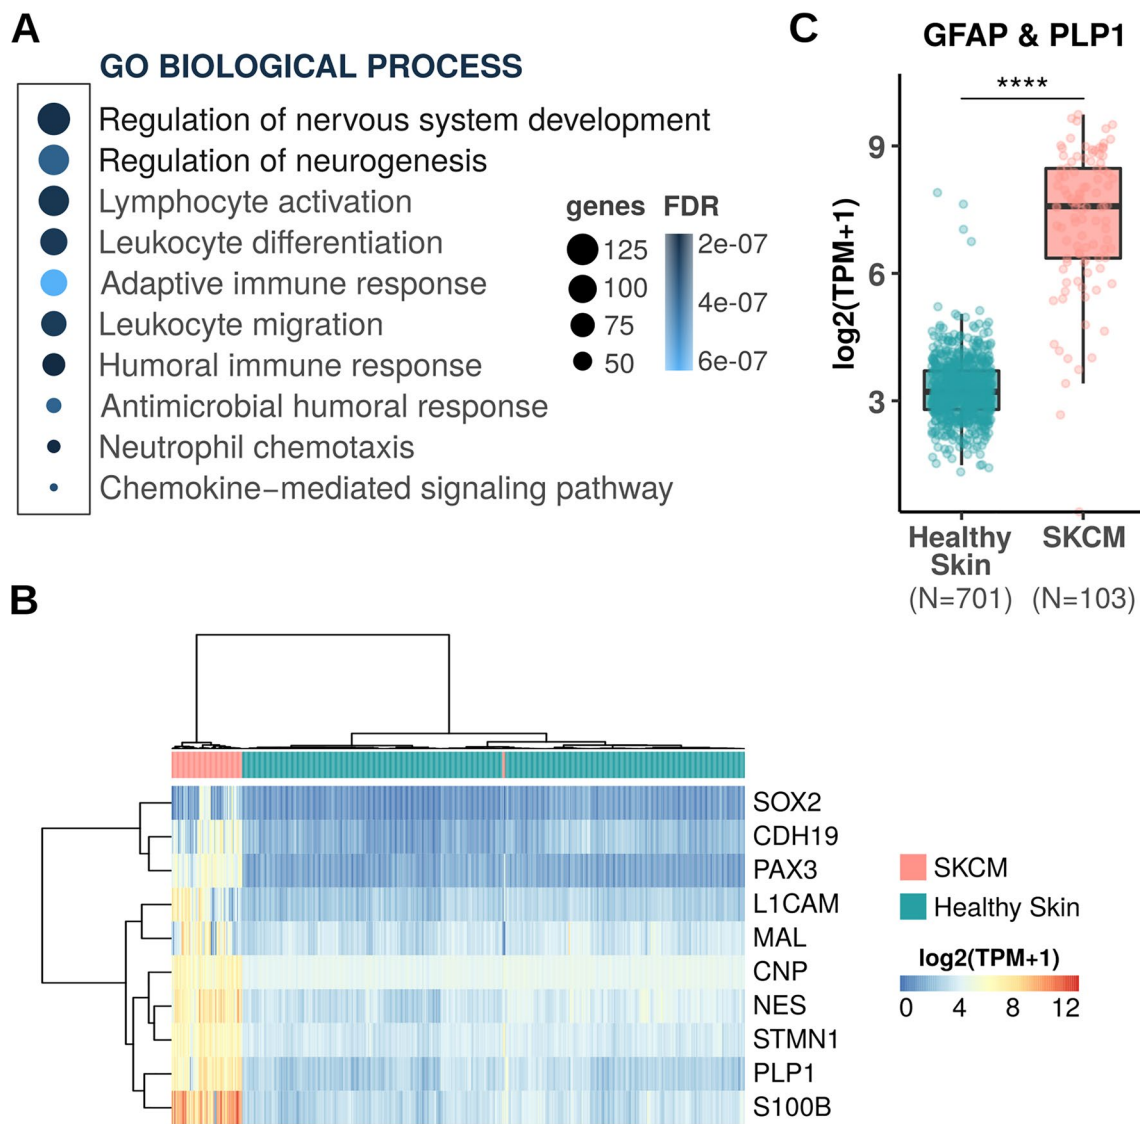 A
GO BIOLOGICAL PROCESS
Regulation of nervous system development
Regulation of neurogenesis
Lymphocyte activation
Leukocyte differentiation
Adaptive immune response
Leukocyte migration
Humoral immune response
Antimicrobial humoral response
Neutrophil chemotaxis
Chemokine−mediated signaling pathway
genes
125
100
75
50
FDR
2e-07
4e-07
6e-07
C
GFAP & PLP1
****
log2(TPM+1)
9
6
3
Healthy
Skin
(N=701)
SKCM
(N=103)
B
SOX2
CDH19
PAX3
L1CAM
MAL
CNP
NES
STMN1
PLP1
S100B
SKCM
Healthy Skin
log2(TPM+1)
0 4 8 12